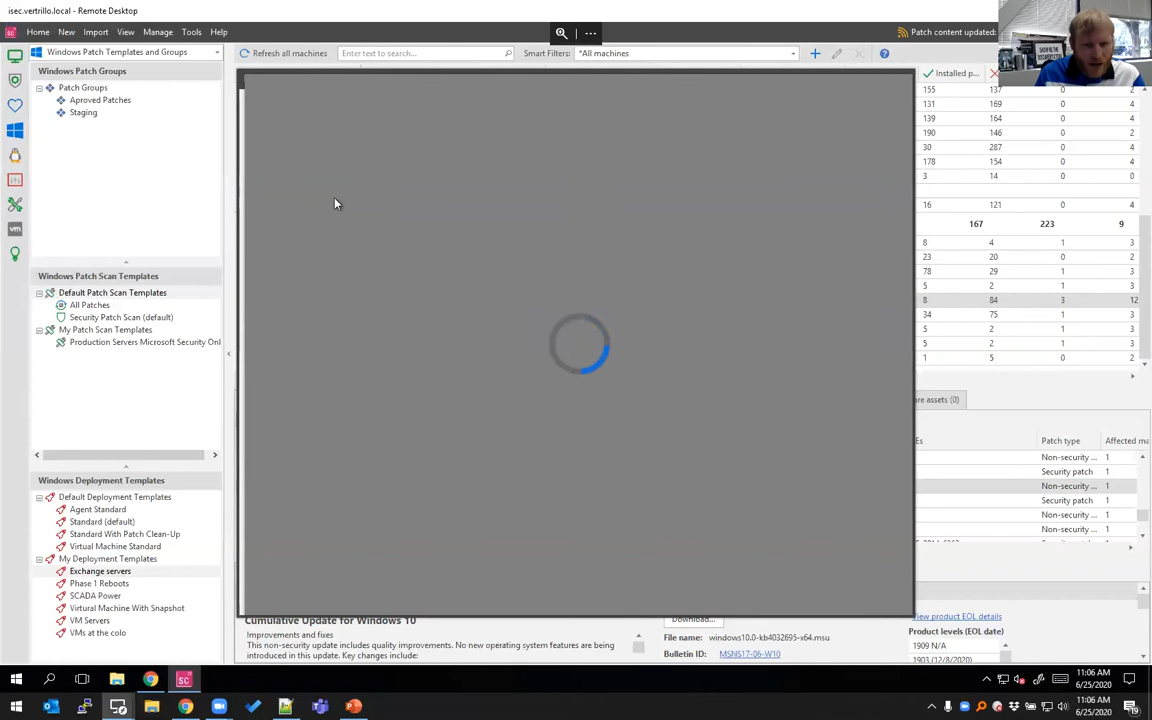 isec.vertrillo.local - Remote Desktop
Home New Import View Manage Tools Help
Patch content updated:
Windows Patch Templates and Groups
Refresh all machines
Enter text to search...
Smart Filters:
*All machines
Windows Patch Groups
Patch Groups
Aproved Patches
Staging
Installed p...
155 137 0 2
131 169 0 4
139 164 0 4
190 146 0 2
30 287 0 4
178 154 0 4
3 14 0 0
16 121 0 4
167 223 9
8 4 1 3
23 20 0 2
78 29 1 3
5 2 1 3
8 84 3 12
34 75 1 3
5 2 1 3
5 2 1 3
1 5 0 2
Windows Patch Scan Templates
Default Patch Scan Templates
All Patches
Security Patch Scan (default)
My Patch Scan Templates
Production Servers Microsoft Security Onl
are assets (0)
Es Patch type Affected ma
Non-security ... 1
Security patch 1
Non-security ... 1
Security patch 1
Non-security ... 1
Non-security ... 1
Windows Deployment Templates
Default Deployment Templates
Agent Standard
Standard (default)
Standard With Patch Clean-Up
Virtual Machine Standard
My Deployment Templates
Exchange servers
Phase 1 Reboots
SCADA Power
Virtural Machine With Snapshot
VM Servers
VMs at the colo
Cumulative Update for Windows 10
Improvements and fixes
This non-security update includes quality improvements. No new operating system features are being
introduced in this update. Key changes include:
Download...
File name: windows10.0-kb4032695-x64.msu
Bulletin ID: MSNS17-06-W10
View product EOL details
Product levels (EOL date)
1909 N/A
1903 (12/8/2020)
11:06 AM
6/25/2020
11:06 AM
6/25/2020
19